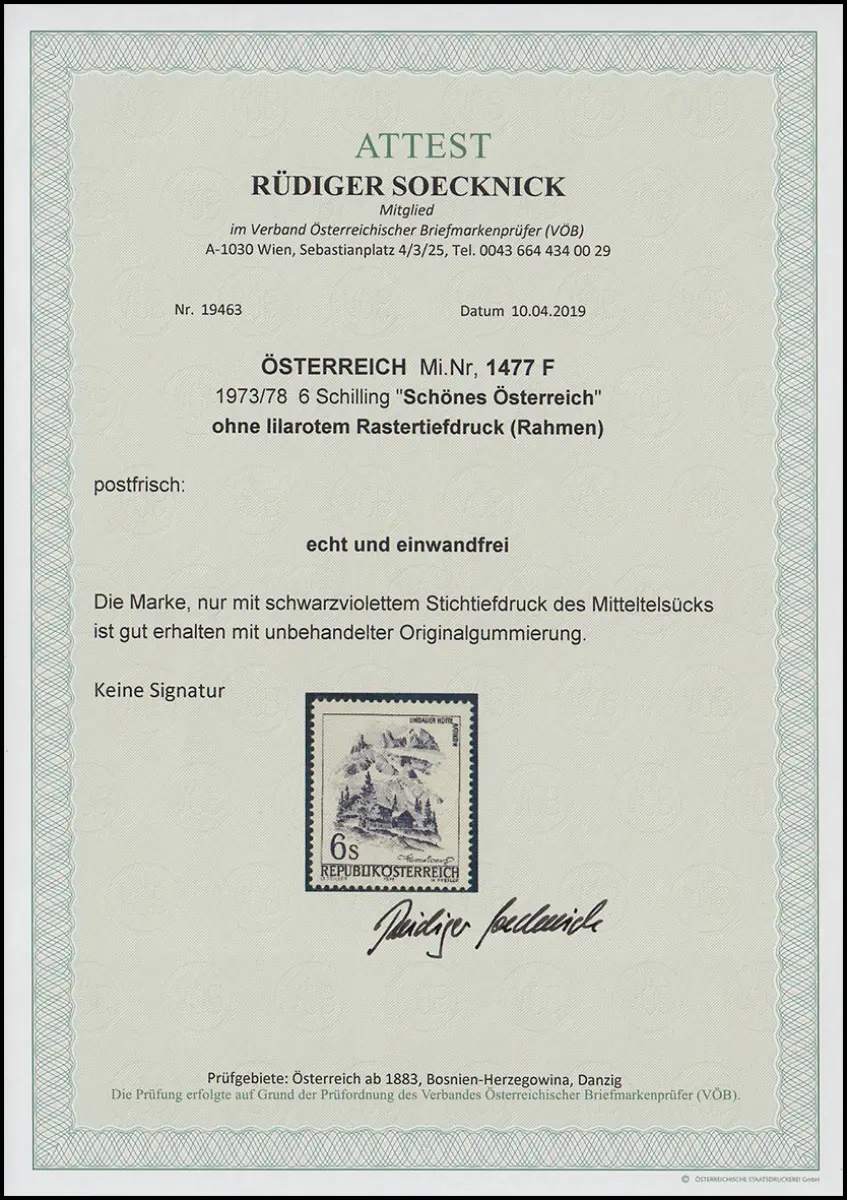 ATTEST
RÜDIGER SOECKNICK
Mitglied
im Verband Österreichischer Briefmarkenprüfer (VÖB)
A-1030 Wien, Sebastianplatz 4/3/25, Tel. 0043 664 434 00 29
Nr. 19463 Datum 10.04.2019
ÖSTERREICH Mi.Nr, 1477 F
1973/78 6 Schilling "Schönes Österreich"
ohne lilarotem Rastertiefdruck (Rahmen)
postfrisch:
echt und einwandfrei
Die Marke, nur mit schwarzviolettem Stichtiefdruck des Mitteltelsücks
ist gut erhalten mit unbehandelter Originalgummierung.
Keine Signatur
LINDAUER HÜTTE
6s
REPUBLIK ÖSTERREICH
Rüdiger Soecknick
Prüfgebiete: Österreich ab 1883, Bosnien-Herzegowina, Danzig
Die Prüfung erfolgte auf Grund der Prüfordnung des Verbandes Österreichischer Briefmarkenprüfer (VÖB).
© ÖSTERREICHISCHE STAATSDRUCKEREI GmbH